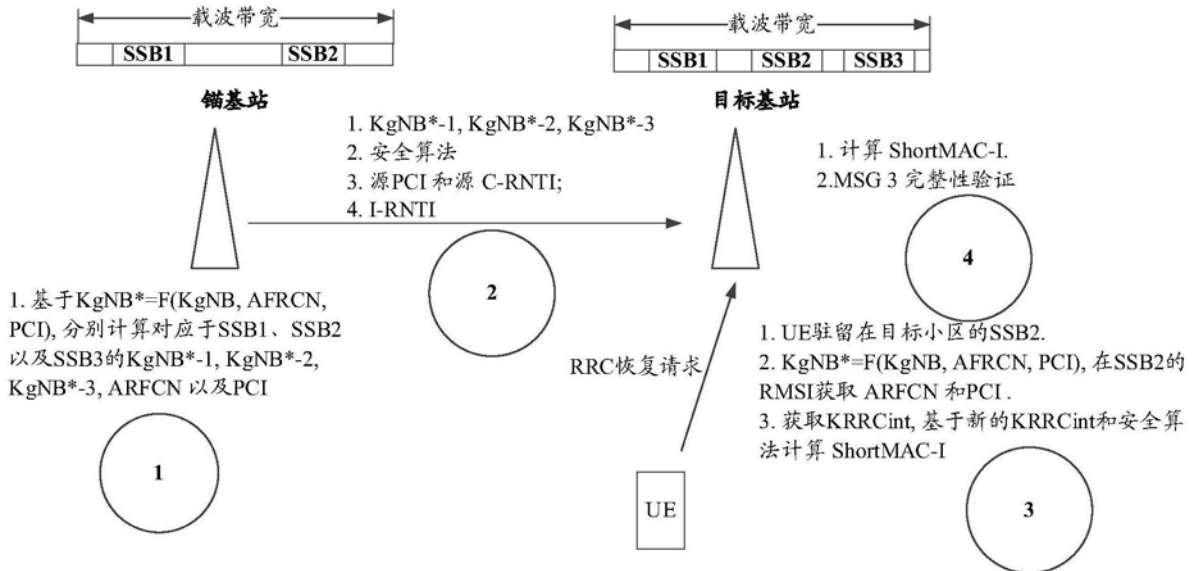 载波带宽
SSB1 SSB2
锚基站
载波带宽
SSB1 SSB2 SSB3
目标基站
1. KgNB*-1, KgNB*-2, KgNB*-3
2. 安全算法
3. 源PCI 和源 C-RNTI;
4. I-RNTI
2
1. 计算 ShortMAC-I.
2.MSG 3 完整性验证
4
1. 基于KgNB*=F(KgNB, AFRCN,
PCI), 分别计算对应于SSB1、SSB2
以及SSB3的KgNB*-1, KgNB*-2,
KgNB*-3, ARFCN 以及PCI
1
RRC恢复请求
UE
1. UE驻留在目标小区的SSB2.
2. KgNB*=F(KgNB, AFRCN, PCI), 在SSB2的
RMSI获取 ARFCN 和PCI .
3. 获取KRRCint, 基于新的KRRCint和安全算
法计算 ShortMAC-I
3